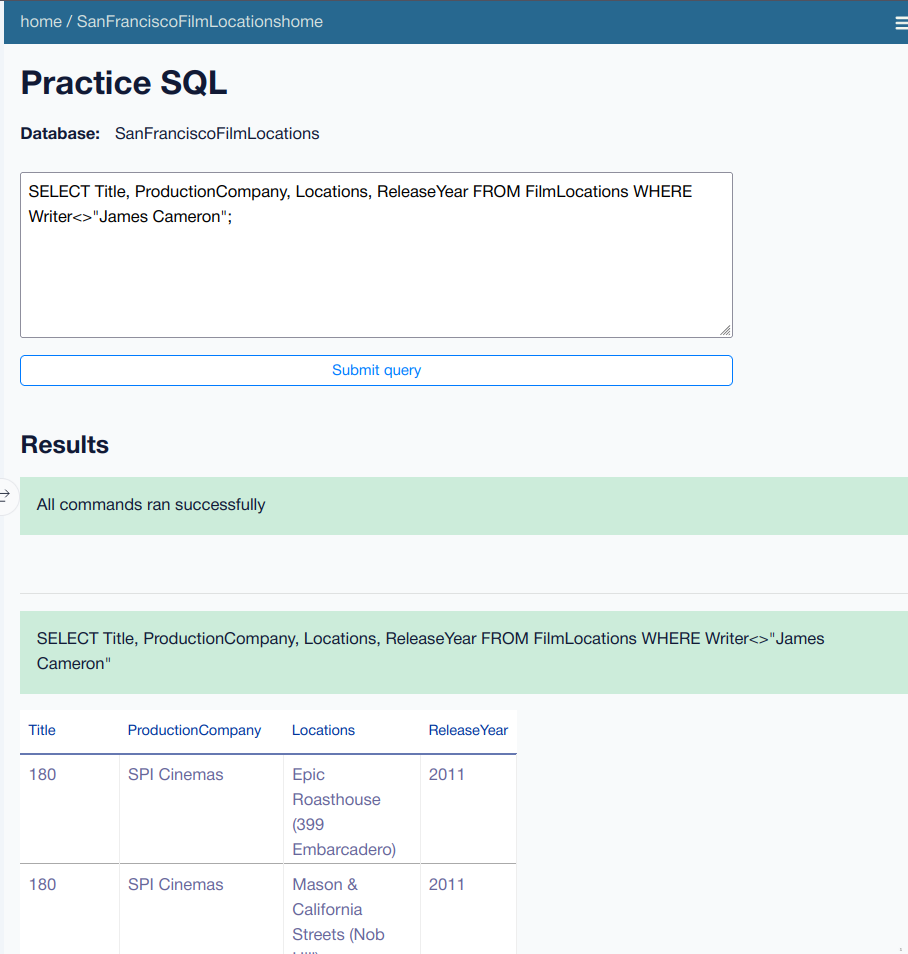 home / SanFranciscoFilmLocationshome
Practice SQL
Database: SanFranciscoFilmLocations
SELECT Title, ProductionCompany, Locations, ReleaseYear FROM FilmLocations WHERE
Writer<>"James Cameron";
Submit query
Results
All commands ran successfully
SELECT Title, ProductionCompany, Locations, ReleaseYear FROM FilmLocations WHERE Writer<>"James
Cameron"
Title ProductionCompany Locations ReleaseYear
180 SPI Cinemas Epic 2011
Roasthouse
(399
Embarcadero)
180 SPI Cinemas Mason & 2011
California
Streets (Nob